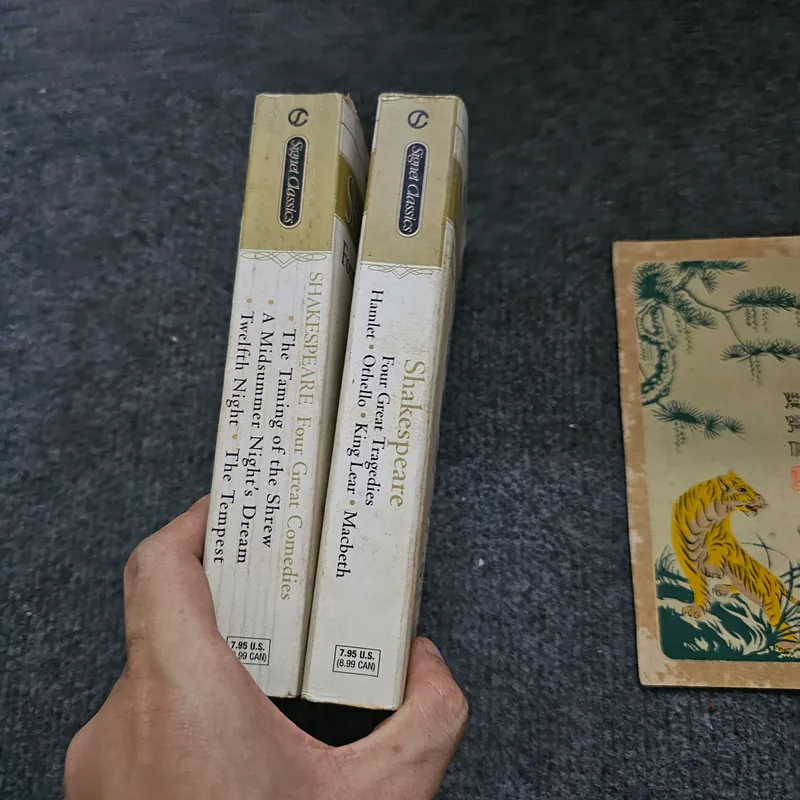 Signet Classics
SHAKESPEARE Four Great Comedies
• The Taming of the Shrew
• A Midsummer Night's Dream
• Twelfth Night • The Tempest
7.95 U.S.
.99 CAN)
Signet Classics
Shakespeare
Four Great Tragedies
Hamlet • Othello • King Lear • Macbeth
7.95 U.S.
(8.99 CAN)